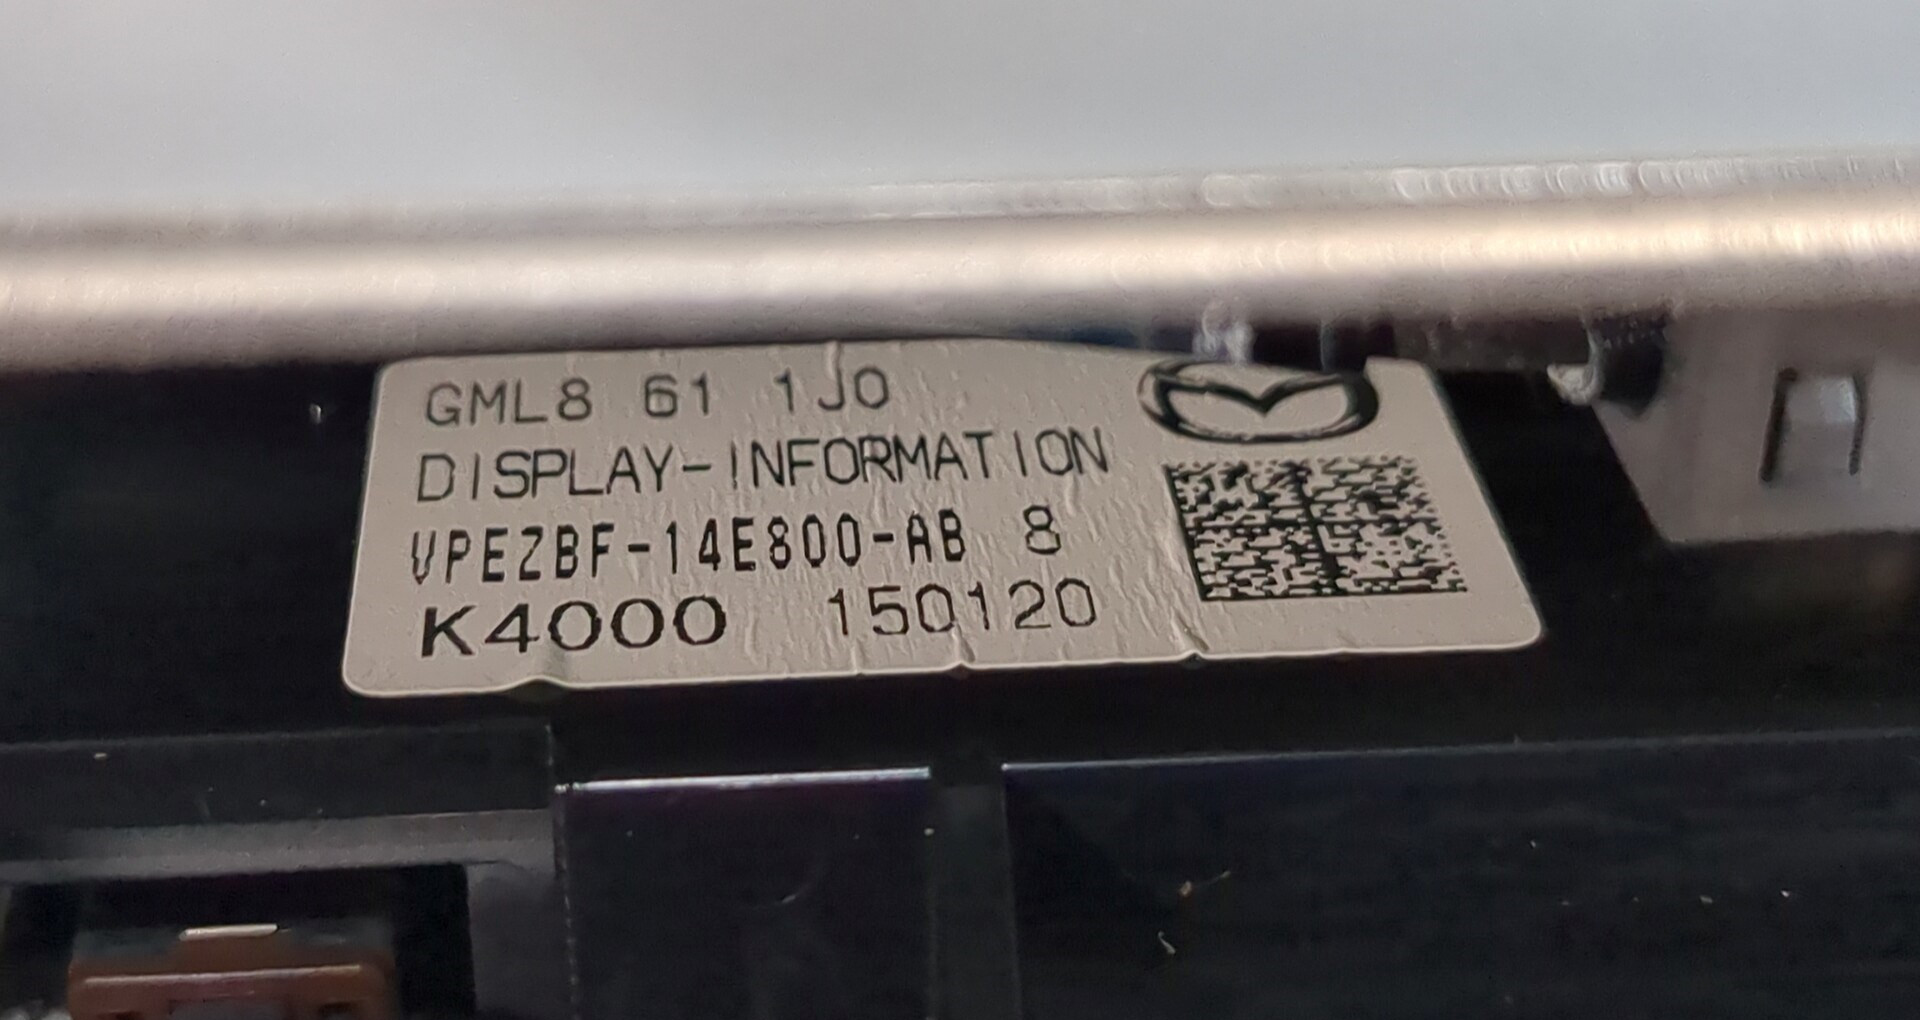 GML8 61 1J0
DISPLAY-INFORMATION
VPEZBF-14E800-AB 8
K4000 150120